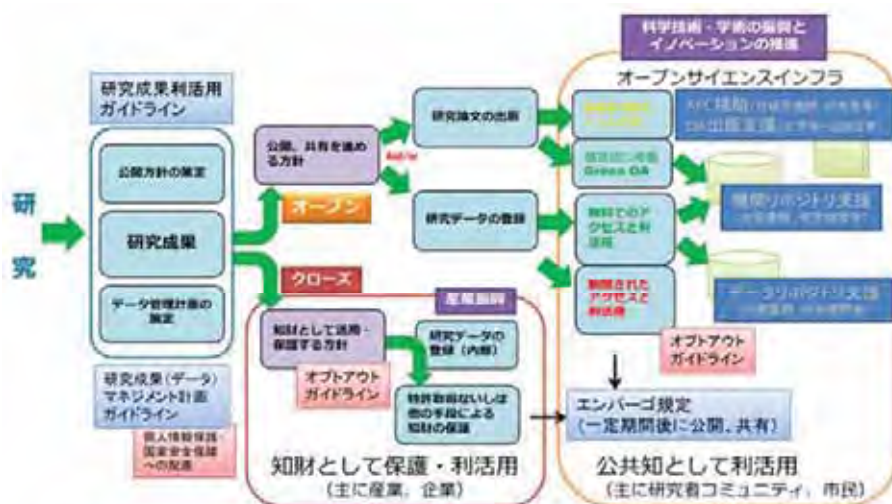 科学技術・学術の振興と
イノベーションの推進
オープンサイエンスインフラ
研究成果利活用
ガイドライン
公開方針の策定
研究
研究成果
データ管理計画の
策定
研究成果(データ)
マネジメント計画
ガイドライン
個人情報保護・
国家安全保障
への配慮
公開、共有を進める
方針
And/or
オープン
クローズ
研究論文の出版
研究データの登録
Green OA
無料でのア
クセスと利
活用
制限された
アクセスと
利活用
機関リポジトリ支援
データリポジトリ支援
オプトアウト
ガイドライン
産業振興
知財として活用・
保護する方針
研究データの
登録(内部)
オプトアウト
ガイドライン
特許取得ないしは
他の手段による
知財の保護
エンバーゴ規定
(一定期間後に公開、共有)
知財として保護・利活用
(主に産業、企業)
公共知として利活用
(主に研究者コミュニティ、市民)